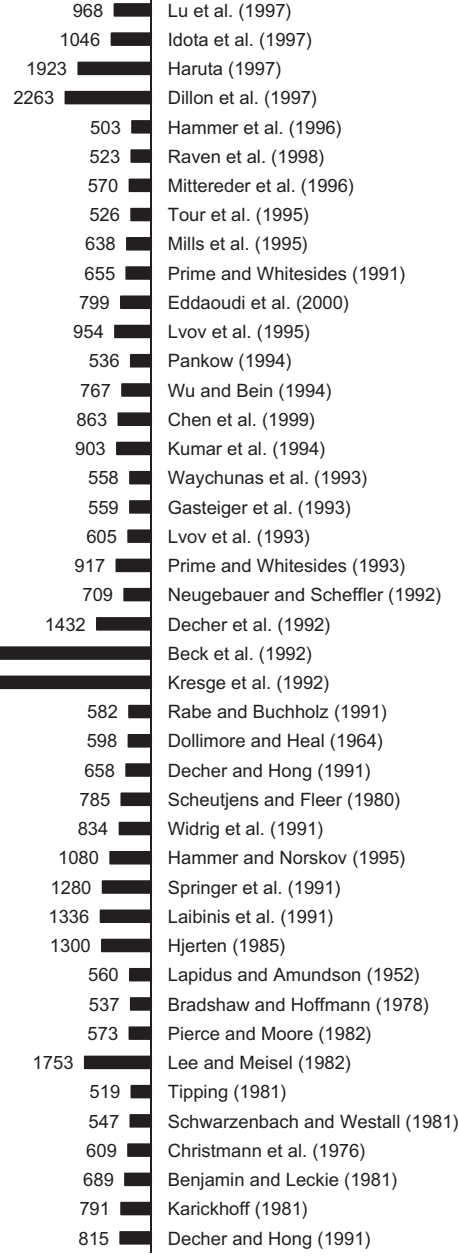 968 Lu et al. (1997)
1046 Idota et al. (1997)
1923 Haruta (1997)
2263 Dillon et al. (1997)
503 Hammer et al. (1996)
523 Raven et al. (1998)
570 Mittereder et al. (1996)
526 Tour et al. (1995)
638 Mills et al. (1995)
655 Prime and Whitesides (1991)
799 Eddaoudi et al. (2000)
954 Lvov et al. (1995)
536 Pankow (1994)
767 Wu and Bein (1994)
863 Chen et al. (1999)
903 Kumar et al. (1994)
558 Waychunas et al. (1993)
559 Gasteiger et al. (1993)
605 Lvov et al. (1993)
917 Prime and Whitesides (1993)
709 Neugebauer and Scheffler (1992)
1432 Decher et al. (1992)
Beck et al. (1992)
Kresge et al. (1992)
582 Rabe and Buchholz (1991)
598 Dollimore and Heal (1964)
658 Decher and Hong (1991)
785 Scheutjens and Fleer (1980)
834 Widrig et al. (1991)
1080 Hammer and Norskov (1995)
1280 Springer et al. (1991)
1336 Laibinis et al. (1991)
1300 Hjerten (1985)
560 Lapidus and Amundson (1952)
537 Bradshaw and Hoffmann (1978)
573 Pierce and Moore (1982)
1753 Lee and Meisel (1982)
519 Tipping (1981)
547 Schwarzenbach and Westall (1981)
609 Christmann et al. (1976)
689 Benjamin and Leckie (1981)
791 Karickhoff (1981)
815 Decher and Hong (1991)